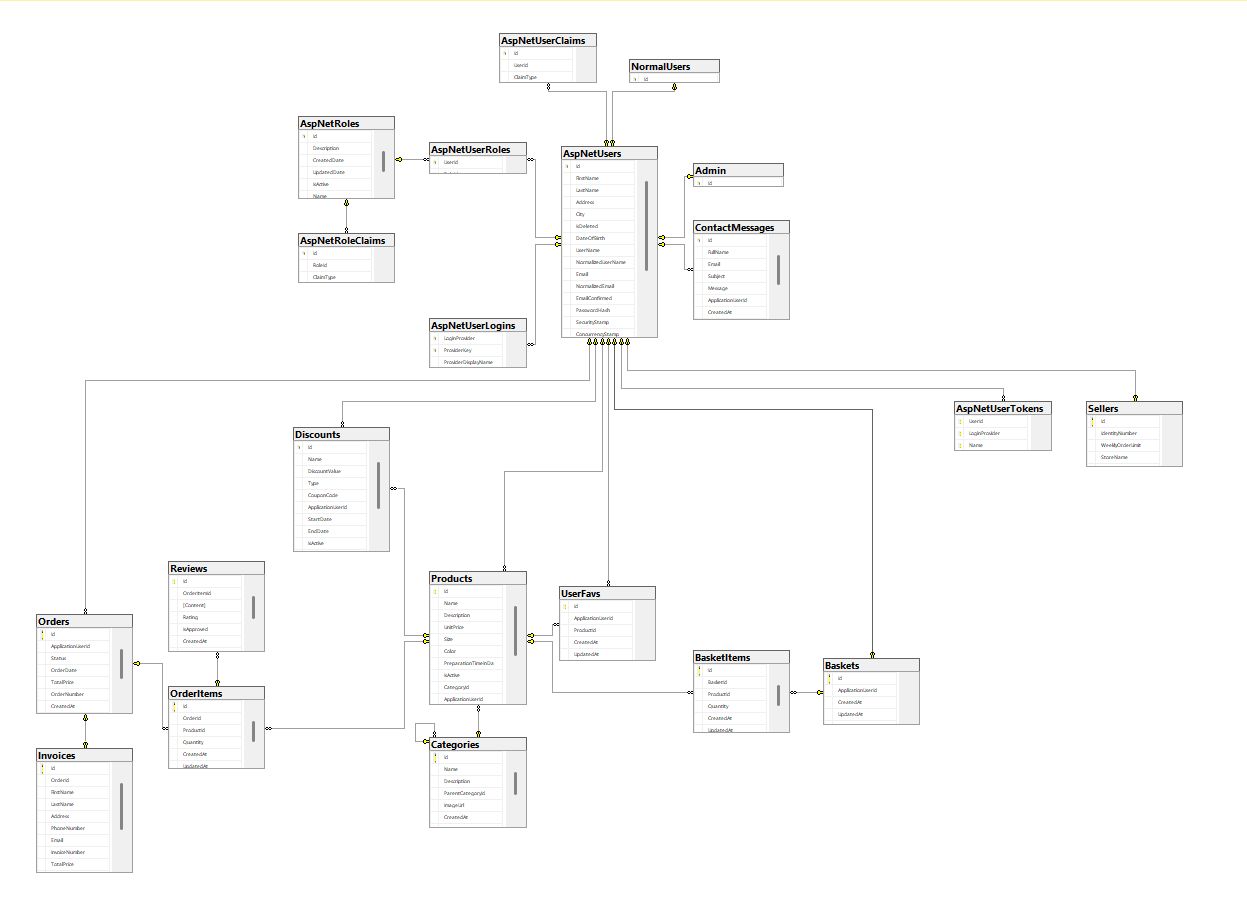 AspNetUserClaims
Id
UserId
ClaimType
NormalUsers
Id
AspNetRoles
Id
Description
CreatedDate
UpdatedDate
IsActive
Name
AspNetUserRoles
UserId
AspNetUsers
Id
FirstName
LastName
Address
City
IsDeleted
DateOfBirth
UserName
NormalizedUserName
Email
NormalizedEmail
EmailConfirmed
PasswordHash
SecurityStamp
ConcurrencyStamp
Admin
Id
ContactMessages
Id
FullName
Email
Subject
Message
ApplicationUserId
CreatedAt
AspNetRoleClaims
Id
RoleId
ClaimType
AspNetUserLogins
LoginProvider
ProviderKey
ProviderDisplayName
AspNetUserTokens
UserId
LoginProvider
Name
Sellers
Id
IdentityNumber
WeeklyOrderLimit
StoreName
Discounts
Id
Name
DiscountValue
Type
CouponCode
ApplicationUserId
StartDate
EndDate
IsActive
Reviews
Id
OrderItemId
[Content]
Rating
IsApproved
CreatedAt
Products
Id
Name
Description
UnitPrice
Size
Color
PreparationTimeInDa
IsActive
CategoryId
ApplicationUserId
UserFavs
Id
ApplicationUserId
ProductId
CreatedAt
UpdatedAt
Orders
Id
ApplicationUserId
Status
OrderDate
TotalPrice
OrderNumber
CreatedAt
OrderItems
Id
OrderId
ProductId
Quantity
CreatedAt
UpdatedAt
BasketItems
Id
BasketId
ProductId
Quantity
CreatedAt
UpdatedAt
Baskets
Id
ApplicationUserId
CreatedAt
UpdatedAt
Categories
Id
Name
Description
ParentCategoryId
ImageUrl
CreatedAt
Invoices
Id
OrderId
FirstName
LastName
Address
PhoneNumber
Email
InvoiceNumber
TotalPrice